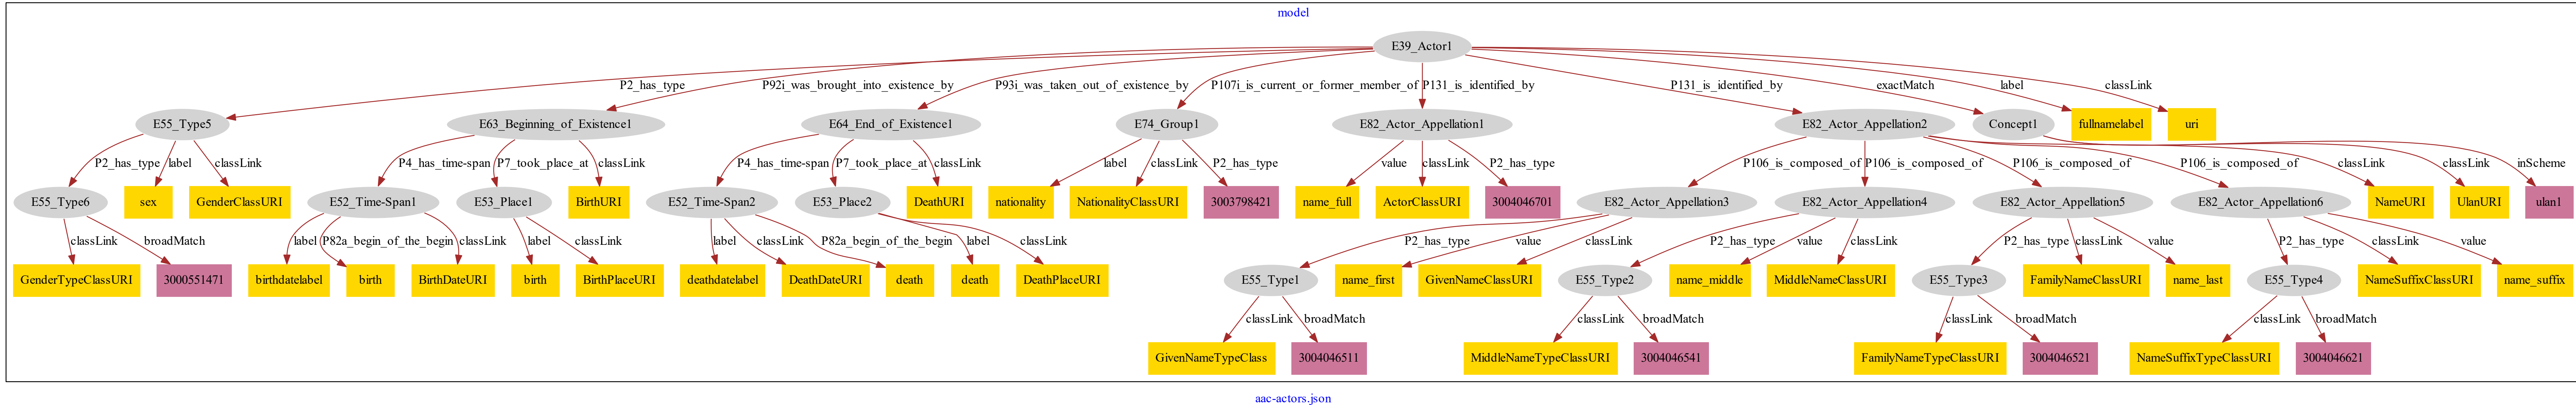 model
E39_Actor1
P2_has_type
P92i_was_brought_into_existence_by
P93i_was_taken_out_of_existence_by
P107i_is_current_or_former_member_of
P131_is_identified_by
P131_is_identified_by
exactMatch
label
classLink
E55_Type5
E63_Beginning_of_Existence1
E64_End_of_Existence1
E74_Group1
E82_Actor_Appellation1
E82_Actor_Appellation2
Concept1
fullnamelabel
uri
P2_has_type
label
classLink
P4_has_time-span
P7_took_place_at
classLink
P4_has_time-span
P7_took_place_at
classLink
label
classLink
P2_has_type
value
classLink
P2_has_type
P106_is_composed_of
P106_is_composed_of
P106_is_composed_of
P106_is_composed_of
classLink
classLink
inScheme
E55_Type6
sex
GenderClassURI
E52_Time-Span1
E53_Place1
BirthURI
E52_Time-Span2
E53_Place2
DeathURI
nationality
NationalityClassURI
3003798421
name_full
ActorClassURI
3004046701
E82_Actor_Appellation3
E82_Actor_Appellation4
E82_Actor_Appellation5
E82_Actor_Appellation6
NameURI
UlanURI
ulan1
classLink
broadMatch
label
P82a_begin_of_the_begin
classLink
label
classLink
label
classLink
P82a_begin_of_the_begin
label
classLink
P2_has_type
value
classLink
P2_has_type
value
classLink
P2_has_type
classLink
value
P2_has_type
classLink
value
GenderTypeClassURI
3000551471
birthdatelabel
birth
BirthDateURI
birth
BirthPlaceURI
deathdatelabel
DeathDateURI
death
death
DeathPlaceURI
E55_Type1
name_first
GivenNameClassURI
E55_Type2
name_middle
MiddleNameClassURI
E55_Type3
FamilyNameClassURI
name_last
E55_Type4
NameSuffixClassURI
name_suffix
classLink
broadMatch
classLink
broadMatch
classLink
broadMatch
classLink
broadMatch
GivenNameTypeClass
3004046511
MiddleNameTypeClassURI
3004046541
FamilyNameTypeClassURI
3004046521
NameSuffixTypeClassURI
3004046621
aac-actors.json